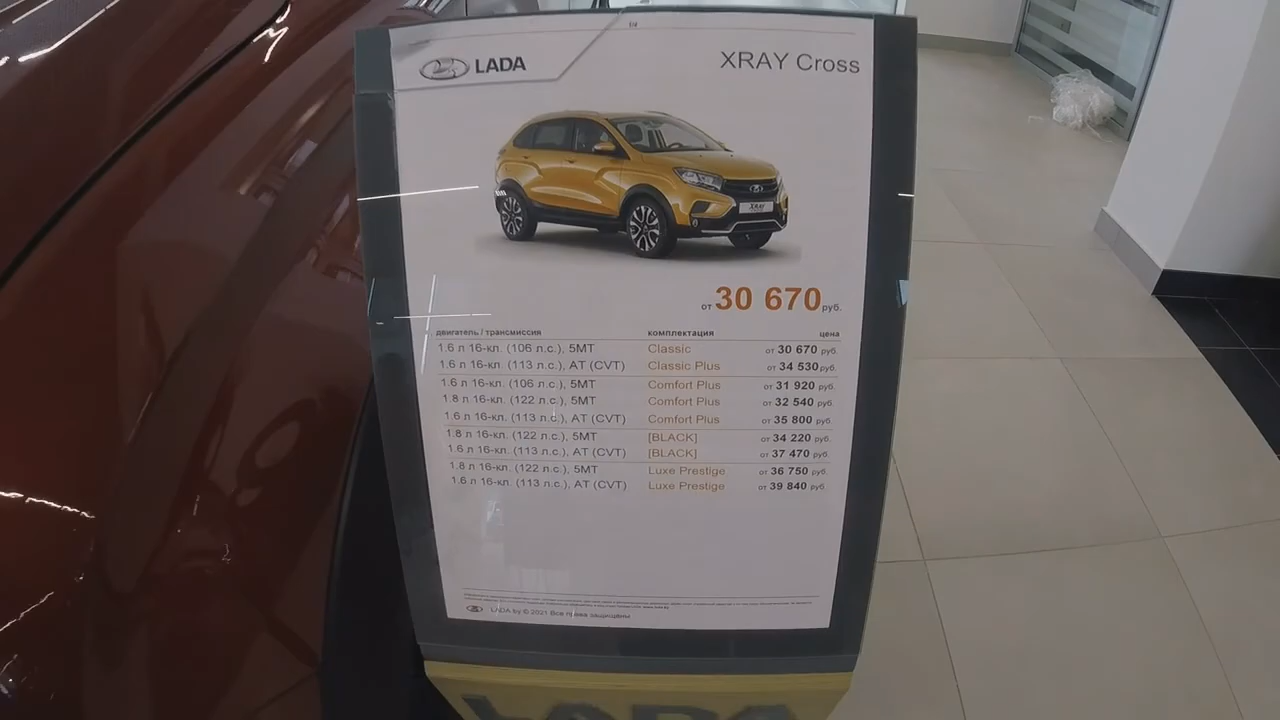 LADA
XRAY Cross
XRAY
от 30 670 руб.
двигатель / трансмиссия комплектация цена
1.6 л 16-кл. (106 л.с.), 5МТ Classic от 30 670 руб.
1.6 л 16-кл. (113 л.с.), АТ (CVT) Classic Plus от 34 530 руб.
1.6 л 16-кл. (106 л.с.), 5МТ Comfort Plus от 31 920 руб.
1.8 л 16-кл. (122 л.с.), 5МТ Comfort Plus от 32 540 руб.
1.6 л 16-кл. (113 л.с.), АТ (CVT) Comfort Plus от 35 800 руб.
1.8 л 16-кл. (122 л.с.), 5МТ [BLACK] от 34 220 руб.
1.6 л 16-кл. (113 л.с.), АТ (CVT) [BLACK] от 37 470 руб.
1.8 л 16-кл. (122 л.с.), 5МТ Luxe Prestige от 36 750 руб.
1.6 л 16-кл. (113 л.с.), АТ (CVT) Luxe Prestige от 39 840 руб.
LADA.by © 2021 Все права защищены
LADA